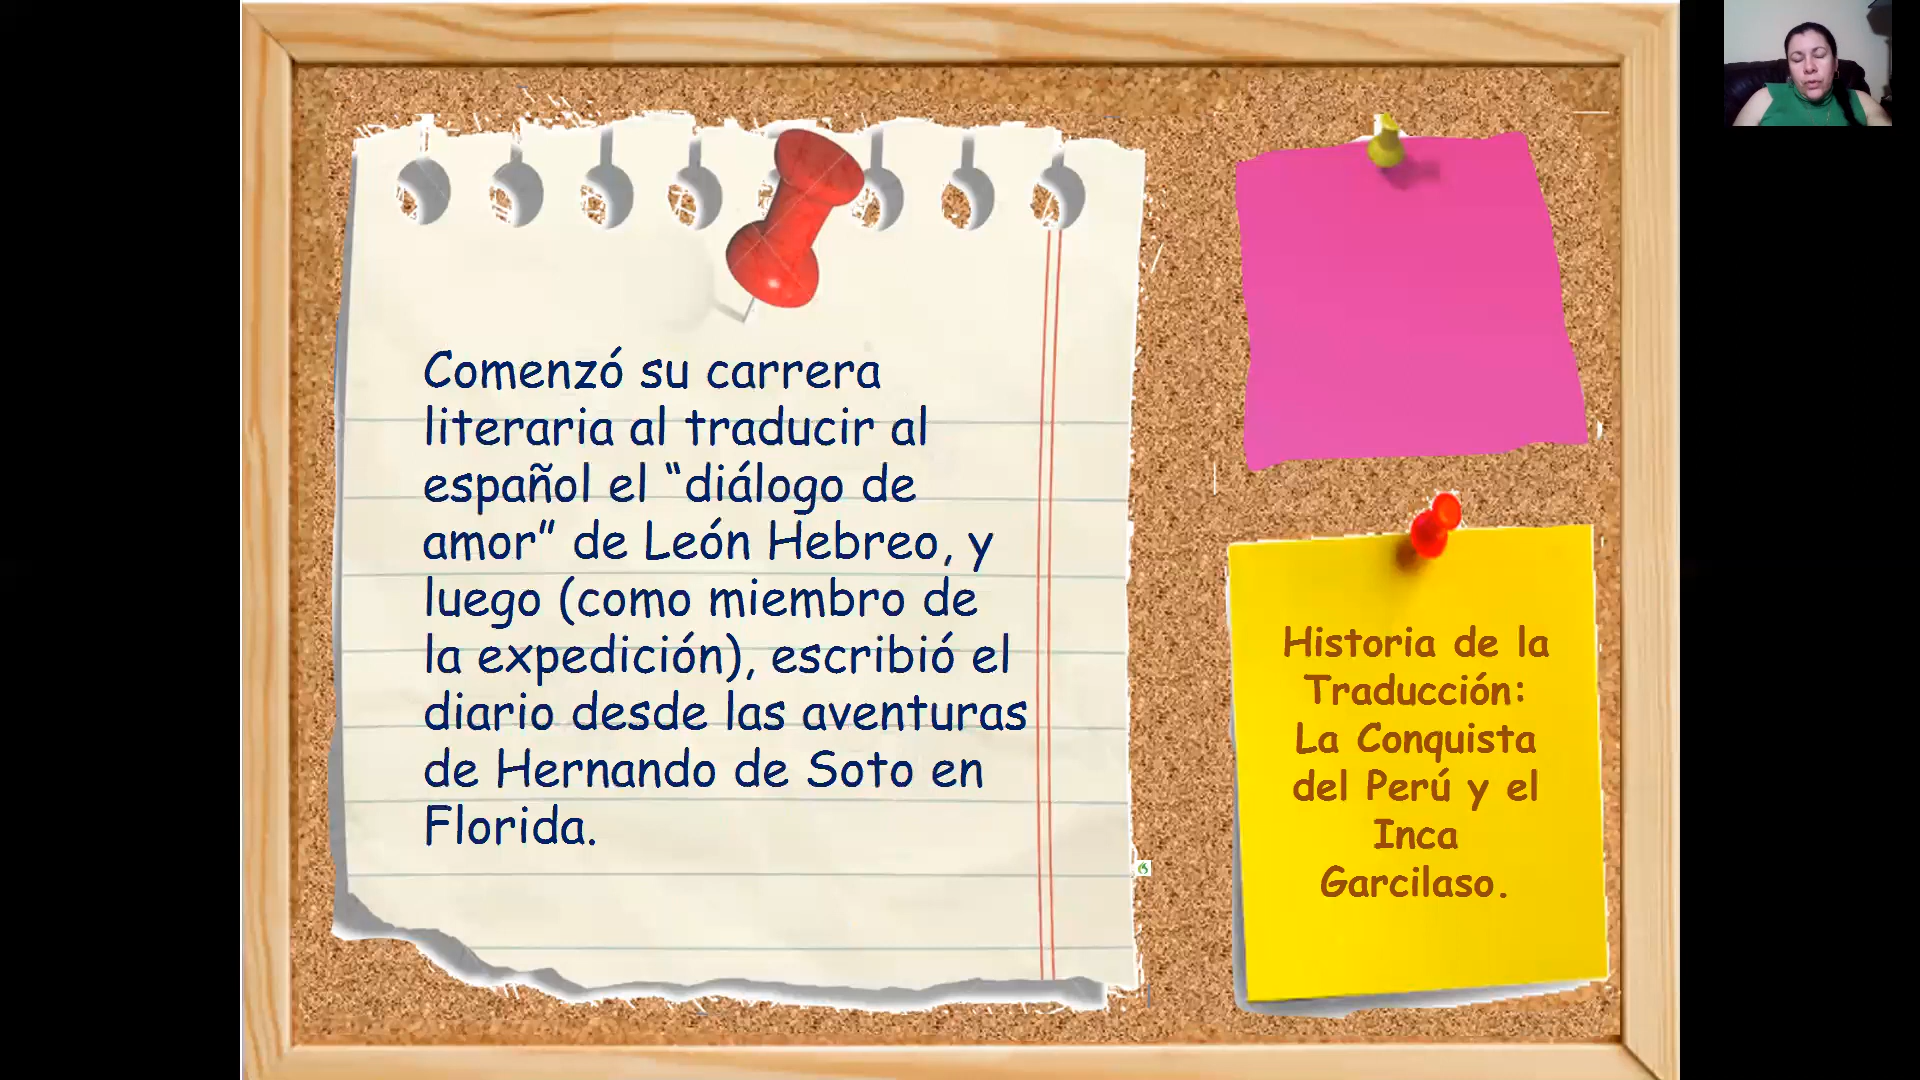 Comenzó su carrera
literaria al traducir al
español el “diálogo de
amor” de León Hebreo, y
luego (como miembro de
la expedición), escribió el
diario desde las aventuras
de Hernando de Soto en
Florida.
Historia de la
Traducción:
La Conquista
del Perú y el
Inca
Garcilaso.